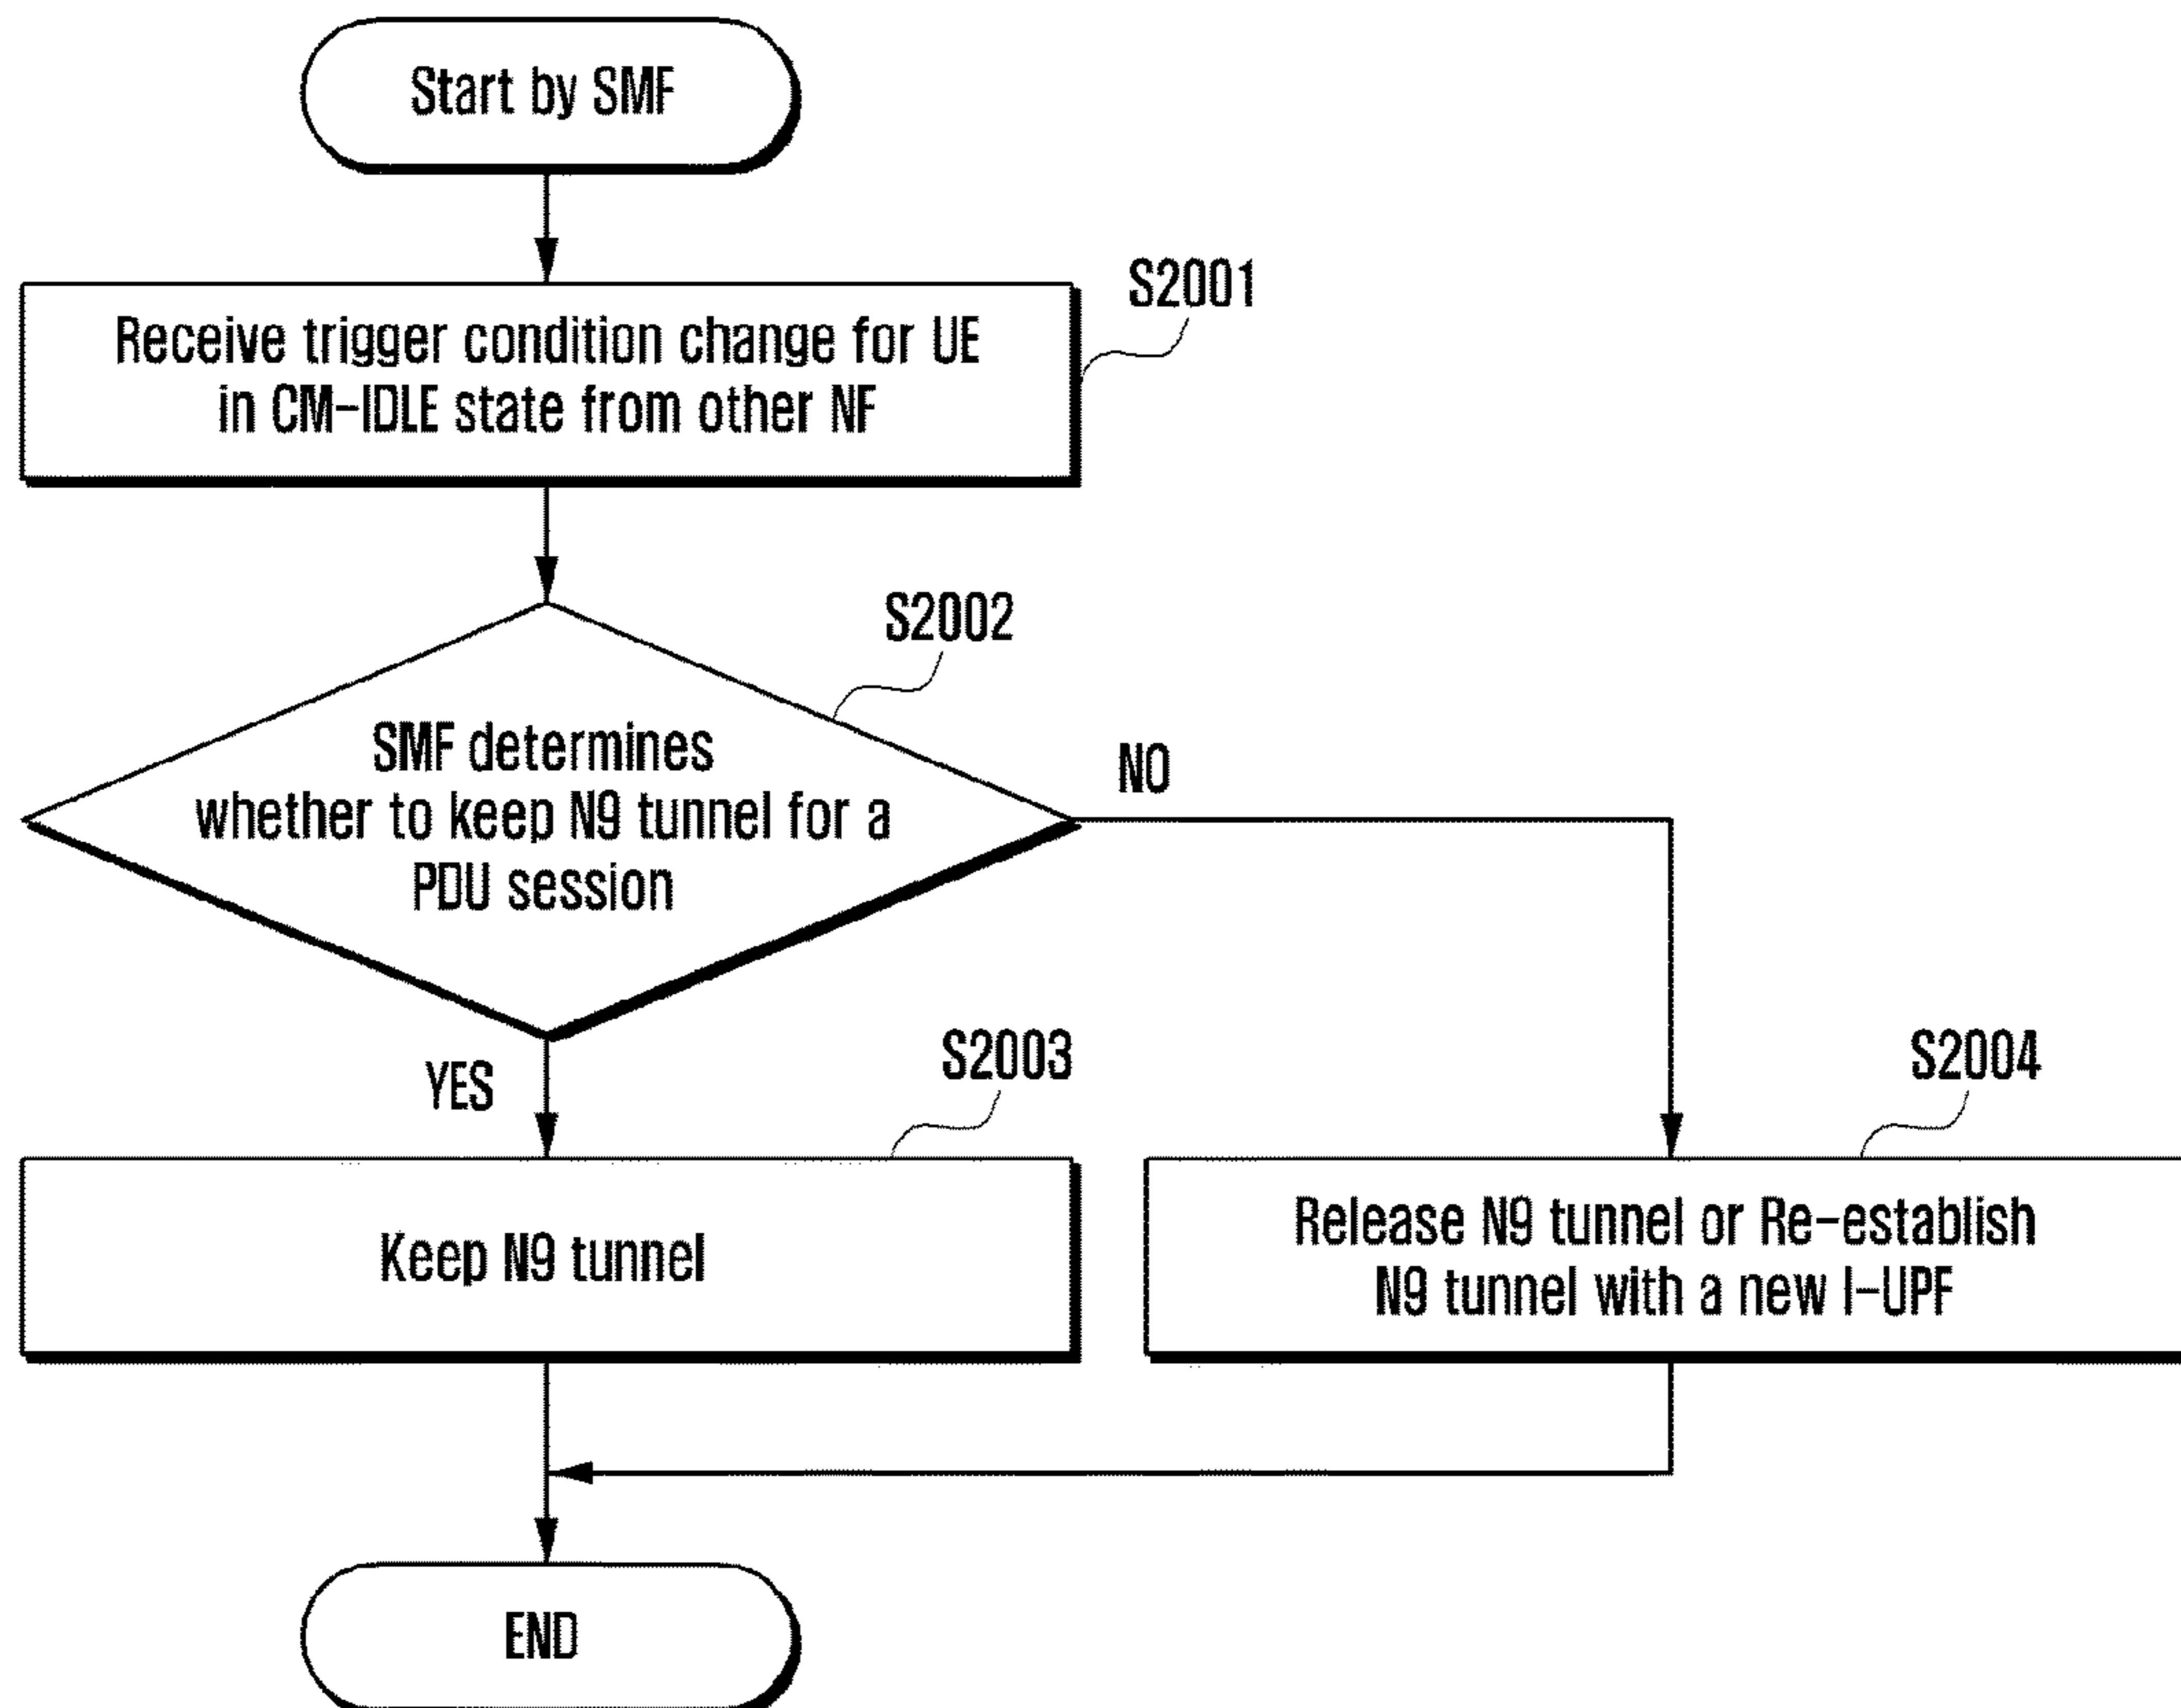 Start by SMF
S2001
Receive trigger condition change for UE
in CM-IDLE state from other NF
S2002
SMF determines
whether to keep N9 tunnel for a
PDU session
NO
YES
S2003
S2004
Keep N9 tunnel
Release N9 tunnel or Re-establish
N9 tunnel with a new I-UPF
END